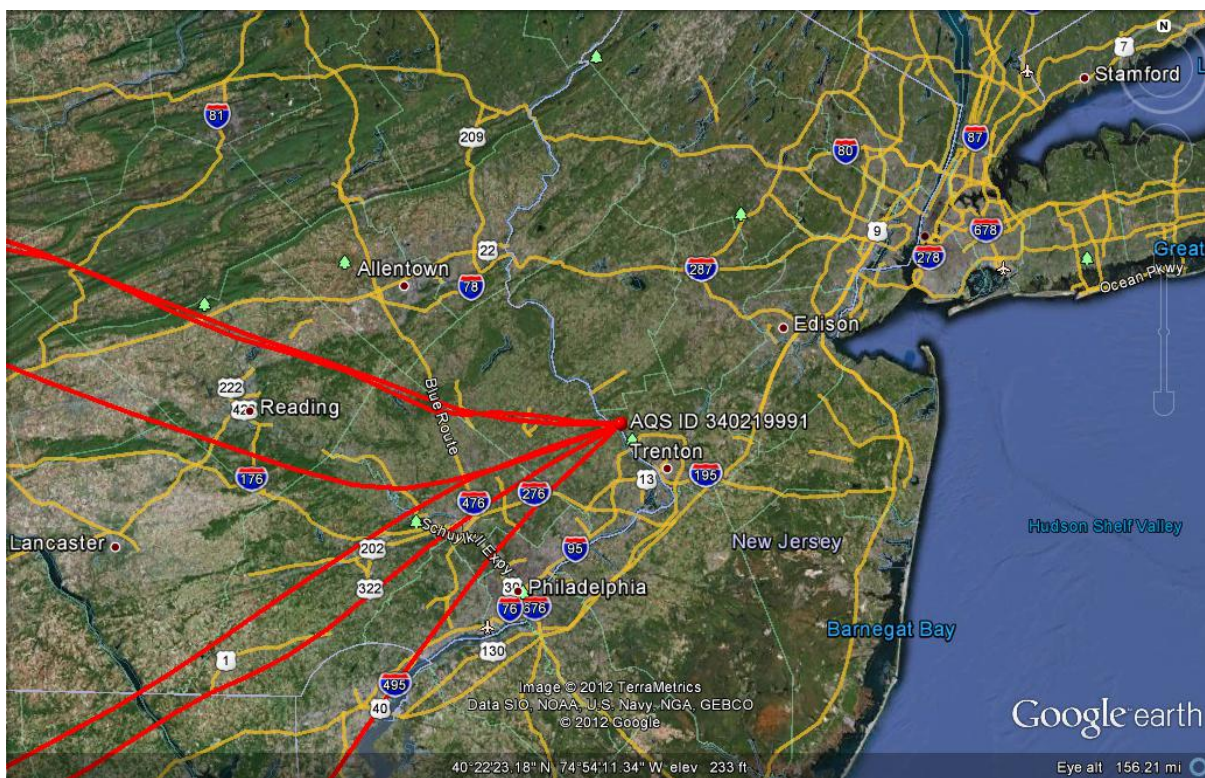 N
7
Stamford
L
81
209
80
87
9
678
22
278
Great
287
Allentown
78
Ocean Pkwy
Edison
222
Blue Route
Reading
AQS ID 340219991
Trenton
13
195
176
476
276
Schuylkill Expy
Hudson Shelf Valley
Lancaster
202
95
New Jersey
322
30
Philadelphia
76
676
Barnegat Bay
130
1
495
40
Image © 2012 TerraMetrics
Data SIO, NOAA, U.S. Navy, NGA, GEBCO
© 2012 Google
Google earth
40°22'23.18" N 74°54'11.34" W elev 233 ft
Eye alt 156.21 mi